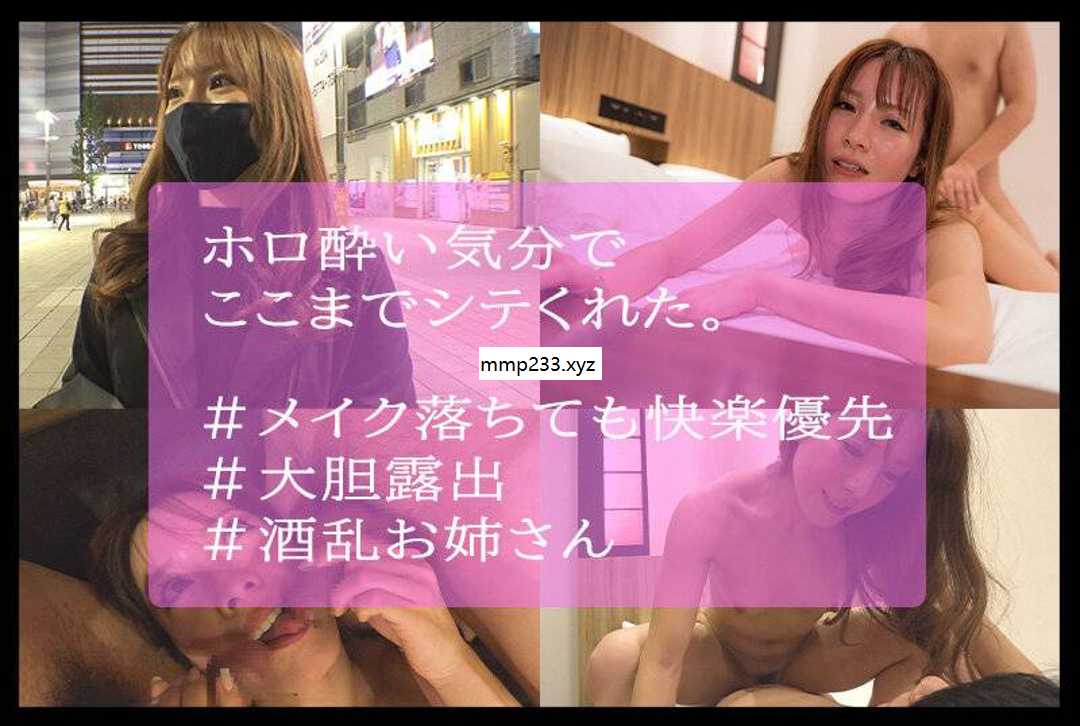 ホロ酔い気分で
ここまでシテくれた。
mmp233.xyz
＃メイク落ちても快楽優先
＃大胆露出
＃酒乱お姉さん